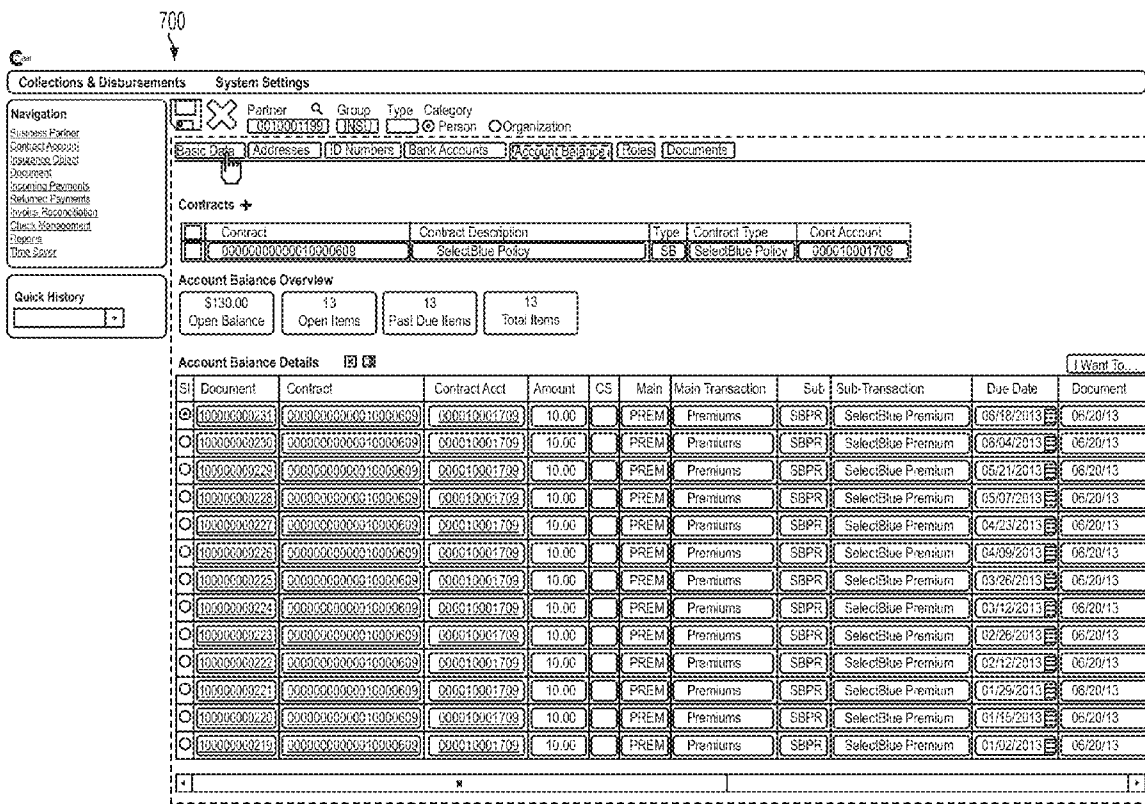 700
Collections & Disbursements System Settings
Navigation
Business Partner
Contract Account
Insurance Object
Document
Incoming Payments
Returned Payments
Invoice Reconciliation
Check Management
Reports
Time Saver
Quick History
Partner Group Type Category
0010001199 INSU Person Organization
Basic Data Addresses ID Numbers Bank Accounts Account Balance Roles Documents
Contracts +
Contract Contract Description Type Contract Type Cont Account
SelectBlue Policy SB SelectBlue Policy 000010001709
Account Balance Overview
$130.00 13 13 13
Open Balance Open Items Past Due Items Total Items
Account Balance Details
I Want To...
Sl Document Contract Contract Acct Amount CS Main Main Transaction Sub Sub-Transaction Due Date Document
100000000231 000010001709 10.00 PREM Premiums SBPR SelectBlue Premium 06/18/2013 06/20/13
100000000230 000010001709 10.00 PREM Premiums SBPR SelectBlue Premium 06/04/2013 06/20/13
100000000229 000010001709 10.00 PREM Premiums SBPR SelectBlue Premium 05/21/2013 06/20/13
100000000228 000010001709 10.00 PREM Premiums SBPR SelectBlue Premium 05/07/2013 06/20/13
100000000227 000010001709 10.00 PREM Premiums SBPR SelectBlue Premium 04/23/2013 06/20/13
100000000226 000010001709 10.00 PREM Premiums SBPR SelectBlue Premium 04/09/2013 06/20/13
100000000225 000010001709 10.00 PREM Premiums SBPR SelectBlue Premium 03/26/2013 06/20/13
100000000224 000010001709 10.00 PREM Premiums SBPR SelectBlue Premium 03/12/2013 06/20/13
100000000223 000010001709 10.00 PREM Premiums SBPR SelectBlue Premium 02/26/2013 06/20/13
100000000222 000010001709 10.00 PREM Premiums SBPR SelectBlue Premium 02/12/2013 06/20/13
100000000221 000010001709 10.00 PREM Premiums SBPR SelectBlue Premium 01/29/2013 06/20/13
100000000220 000010001709 10.00 PREM Premiums SBPR SelectBlue Premium 01/15/2013 06/20/13
100000000219 000010001709 10.00 PREM Premiums SBPR SelectBlue Premium 01/02/2013 06/20/13